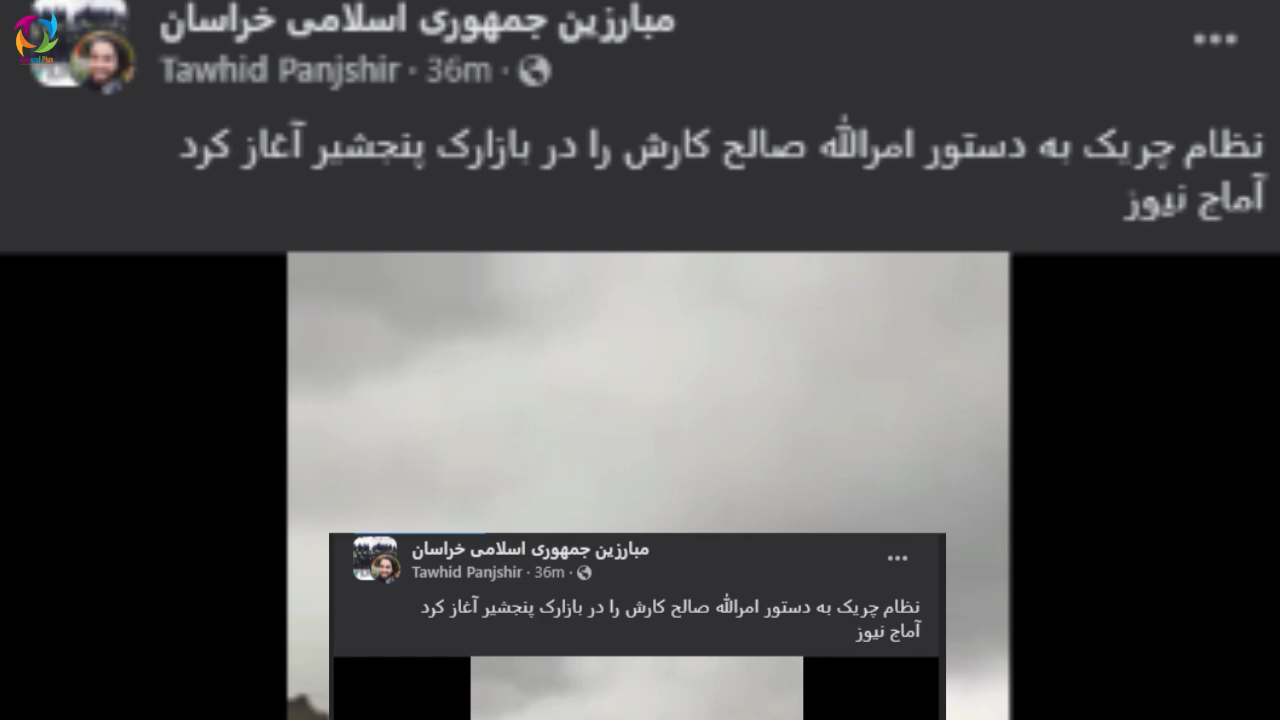 مبارزین جمهوری اسلامی خراسان
Tawhid Panjshir · 36m ·
نظام چریک به دستور امرالله صالح کارش را در بازارک پنجشیر آغاز کرد
آماج نیوز
مبارزین جمهوری اسلامی خراسان
Tawhid Panjshir · 36m ·
نظام چریک به دستور امرالله صالح کارش را در بازارک پنجشیر آغاز کرد
آماج نیوز